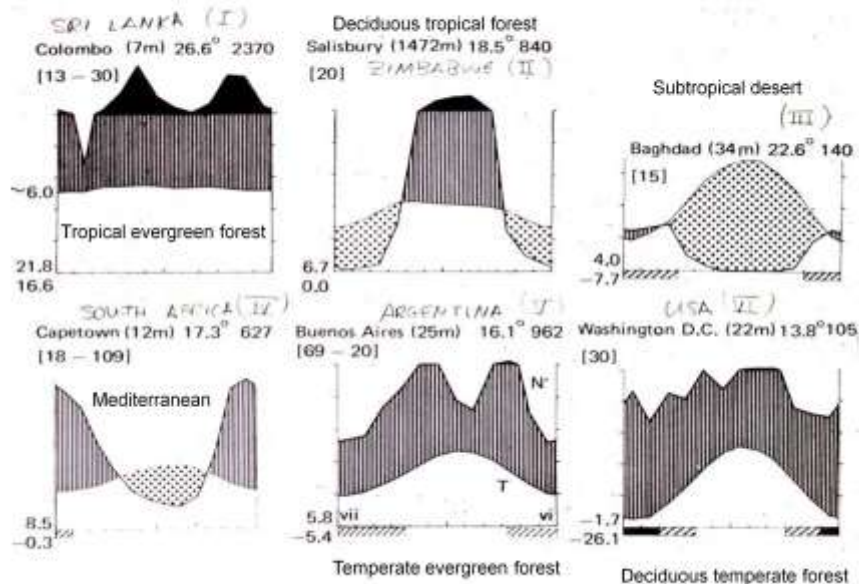 SRI LANKA (I)
Colombo (7m) 26.6° 2370
[13 – 30]
~6.0
Tropical evergreen forest
21.8
16.6
Deciduous tropical forest
Salisbury (1472m) 18.5° 840
[20] ZIMBABWE (II)
6.7
0.0
Subtropical desert
(III)
Baghdad (34m) 22.6° 140
[15]
4.0
-7.7
SOUTH AFRICA (IV)
Capetown (12m) 17.3° 627
[18 – 109]
Mediterranean
8.5
-0.3
ARGENTINA (V)
Buenos Aires (25m) 16.1° 962
[69 – 20]
N'
T
5.8 vii vi
-5.4
Temperate evergreen forest
USA (VI)
Washington D.C. (22m) 13.8° 105
[30]
-1.7
-26.1
Deciduous temperate forest